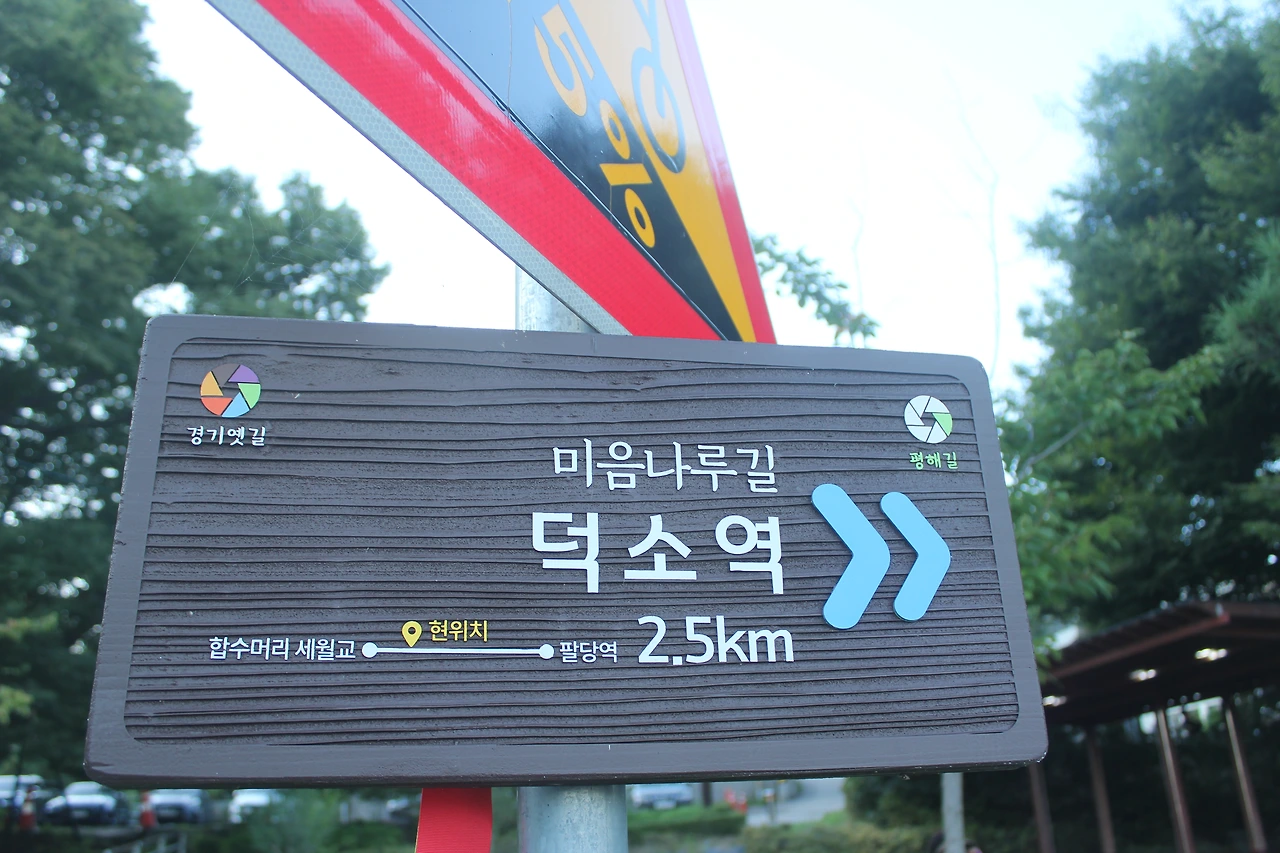 경기옛길
평해길
미음나루길
덕소역
2.5km
합수머리 세월교
현위치
팔당역